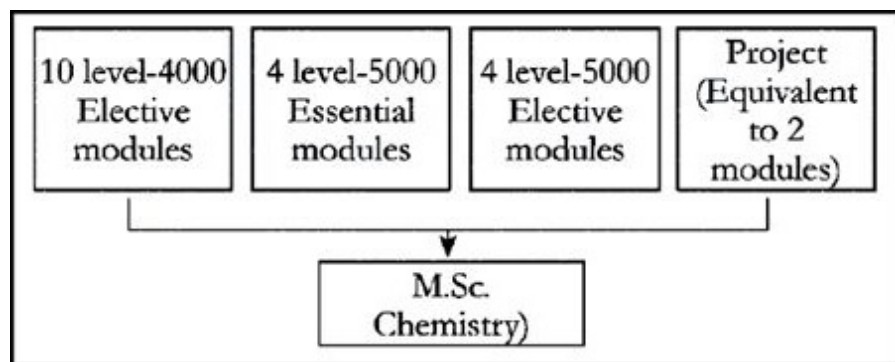 10 level-4000
Elective
modules
4 level-5000
Essential
modules
4 level-5000
Elective
modules
Project
(Equivalent
to 2
modules)
M.Sc.
Chemistry)